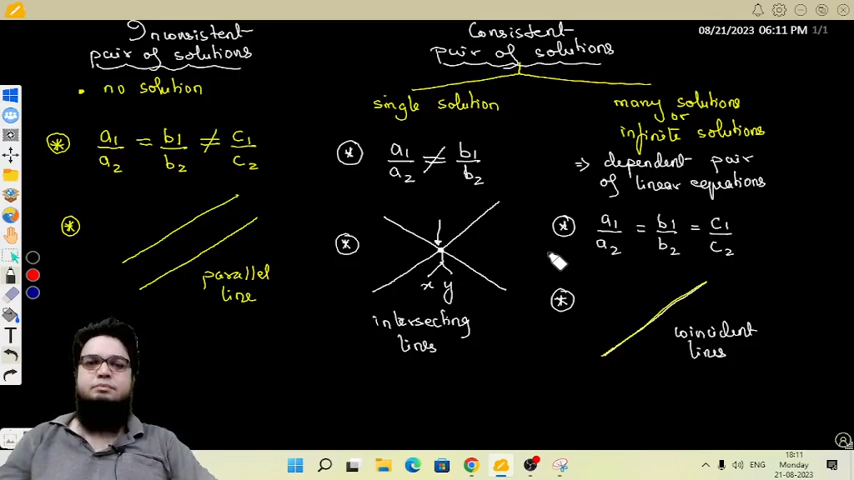 08/21/2023 06:11 PM 1/1
Inconsistent
pair of solutions
• no solution
a1/a2 = b1/b2 ≠ c1/c2
parallel
line
Consistent
pair of solutions
single solution
a1/a2 ≠ b1/b2
x y
intersecting
lines
many solutions
or
infinite solutions
⇒ dependent pair
of linear equations
a1/a2 = b1/b2 = c1/c2
coincident
lines
T
ENG
18:11
Monday
21-08-2023